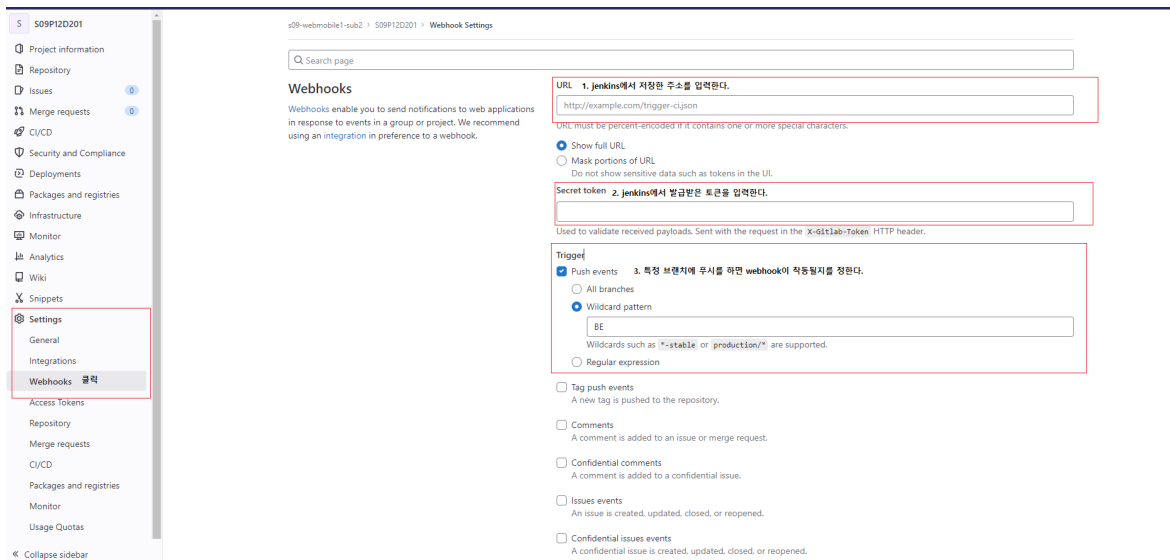 S S09P12D201
Project information
Repository
Issues 0
Merge requests 0
CI/CD
Security and Compliance
Deployments
Packages and registries
Infrastructure
Monitor
Analytics
Wiki
Snippets
Settings
General
Integrations
Webhooks 클릭
Access Tokens
Repository
Merge requests
CI/CD
Packages and registries
Monitor
Usage Quotas
« Collapse sidebar
s09-webmobile1-sub2 > S09P12D201 > Webhook Settings
Search page
Webhooks
Webhooks enable you to send notifications to web applications
in response to events in a group or project. We recommend
using an integration in preference to a webhook.
URL 1. jenkins에서 저장한 주소를 입력한다.
http://example.com/trigger-ci.json
URL must be percent-encoded if it contains one or more special characters.
Show full URL
Mask portions of URL
Do not show sensitive data such as tokens in the UI.
Secret token 2. jenkins에서 발급받은 토큰을 입력한다.
Used to validate received payloads. Sent with the request in the X-Gitlab-Token HTTP header.
Trigger
Push events 3. 특정 브랜치에 푸시를 하면 webhook이 작동될지를 정한다.
All branches
Wildcard pattern
BE
Wildcards such as *-stable or production/* are supported.
Regular expression
Tag push events
A new tag is pushed to the repository.
Comments
A comment is added to an issue or merge request.
Confidential comments
A comment is added to a confidential issue.
Issues events
An issue is created, updated, closed, or reopened.
Confidential issues events
A confidential issue is created, updated, closed, or reopened.